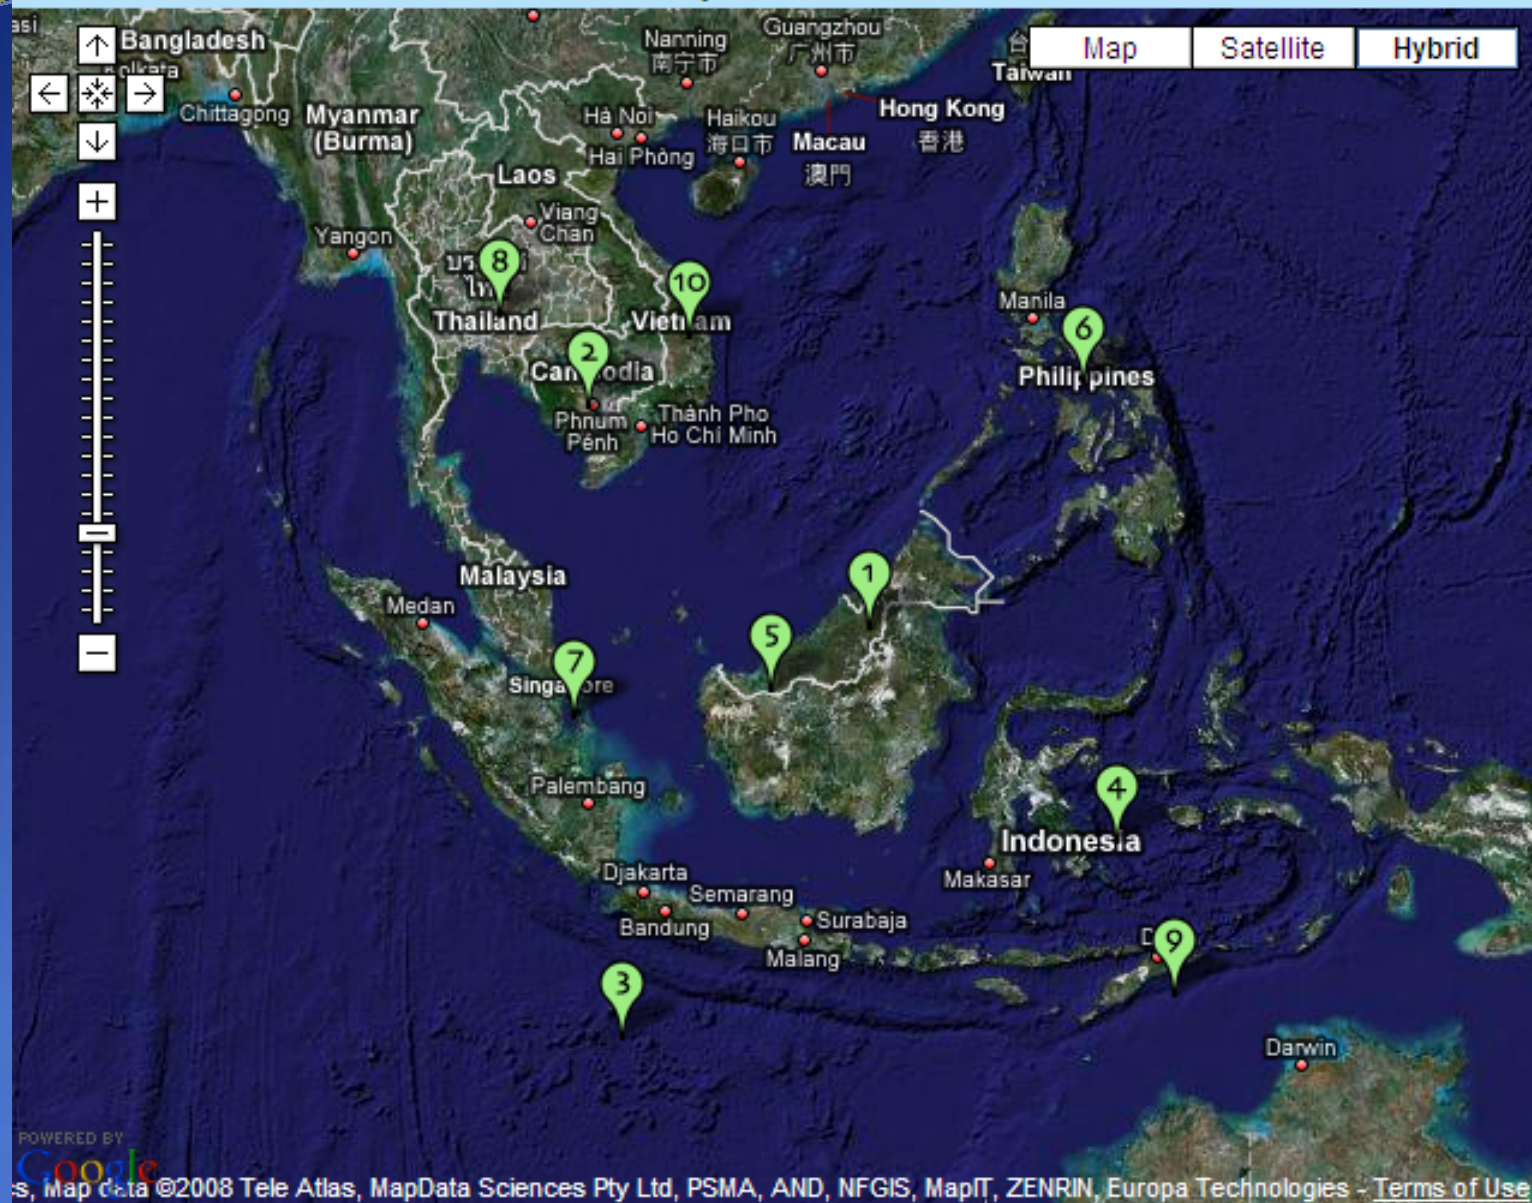 Bangladesh
Chittagong
Myanmar
(Burma)
Nanning
南宁市
Guangzhou
广州市
Map
Satellite
Hybrid
Taiwan
Hong Kong
香港
Macau
澳門
Haikou
海口市
Hà Noi
Hai Phòng
Laos
Viang
Chan
Yangon
8
Thailand
10
Vietnam
2
Cambodia
Phnum
Pénh
Thành Pho
Ho Chí Minh
Manila
6
Philippines
Malaysia
Medan
1
5
7
Singapore
Palembang
4
Indonesia
Makasar
Djakarta
Bandung
Semarang
Surabaja
Malang
9
3
Darwin
POWERED BY
Google
Map data ©2008 Tele Atlas, MapData Sciences Pty Ltd, PSMA, AND, NFGIS, MapIT, ZENRIN, Europa Technologies - Terms of Use